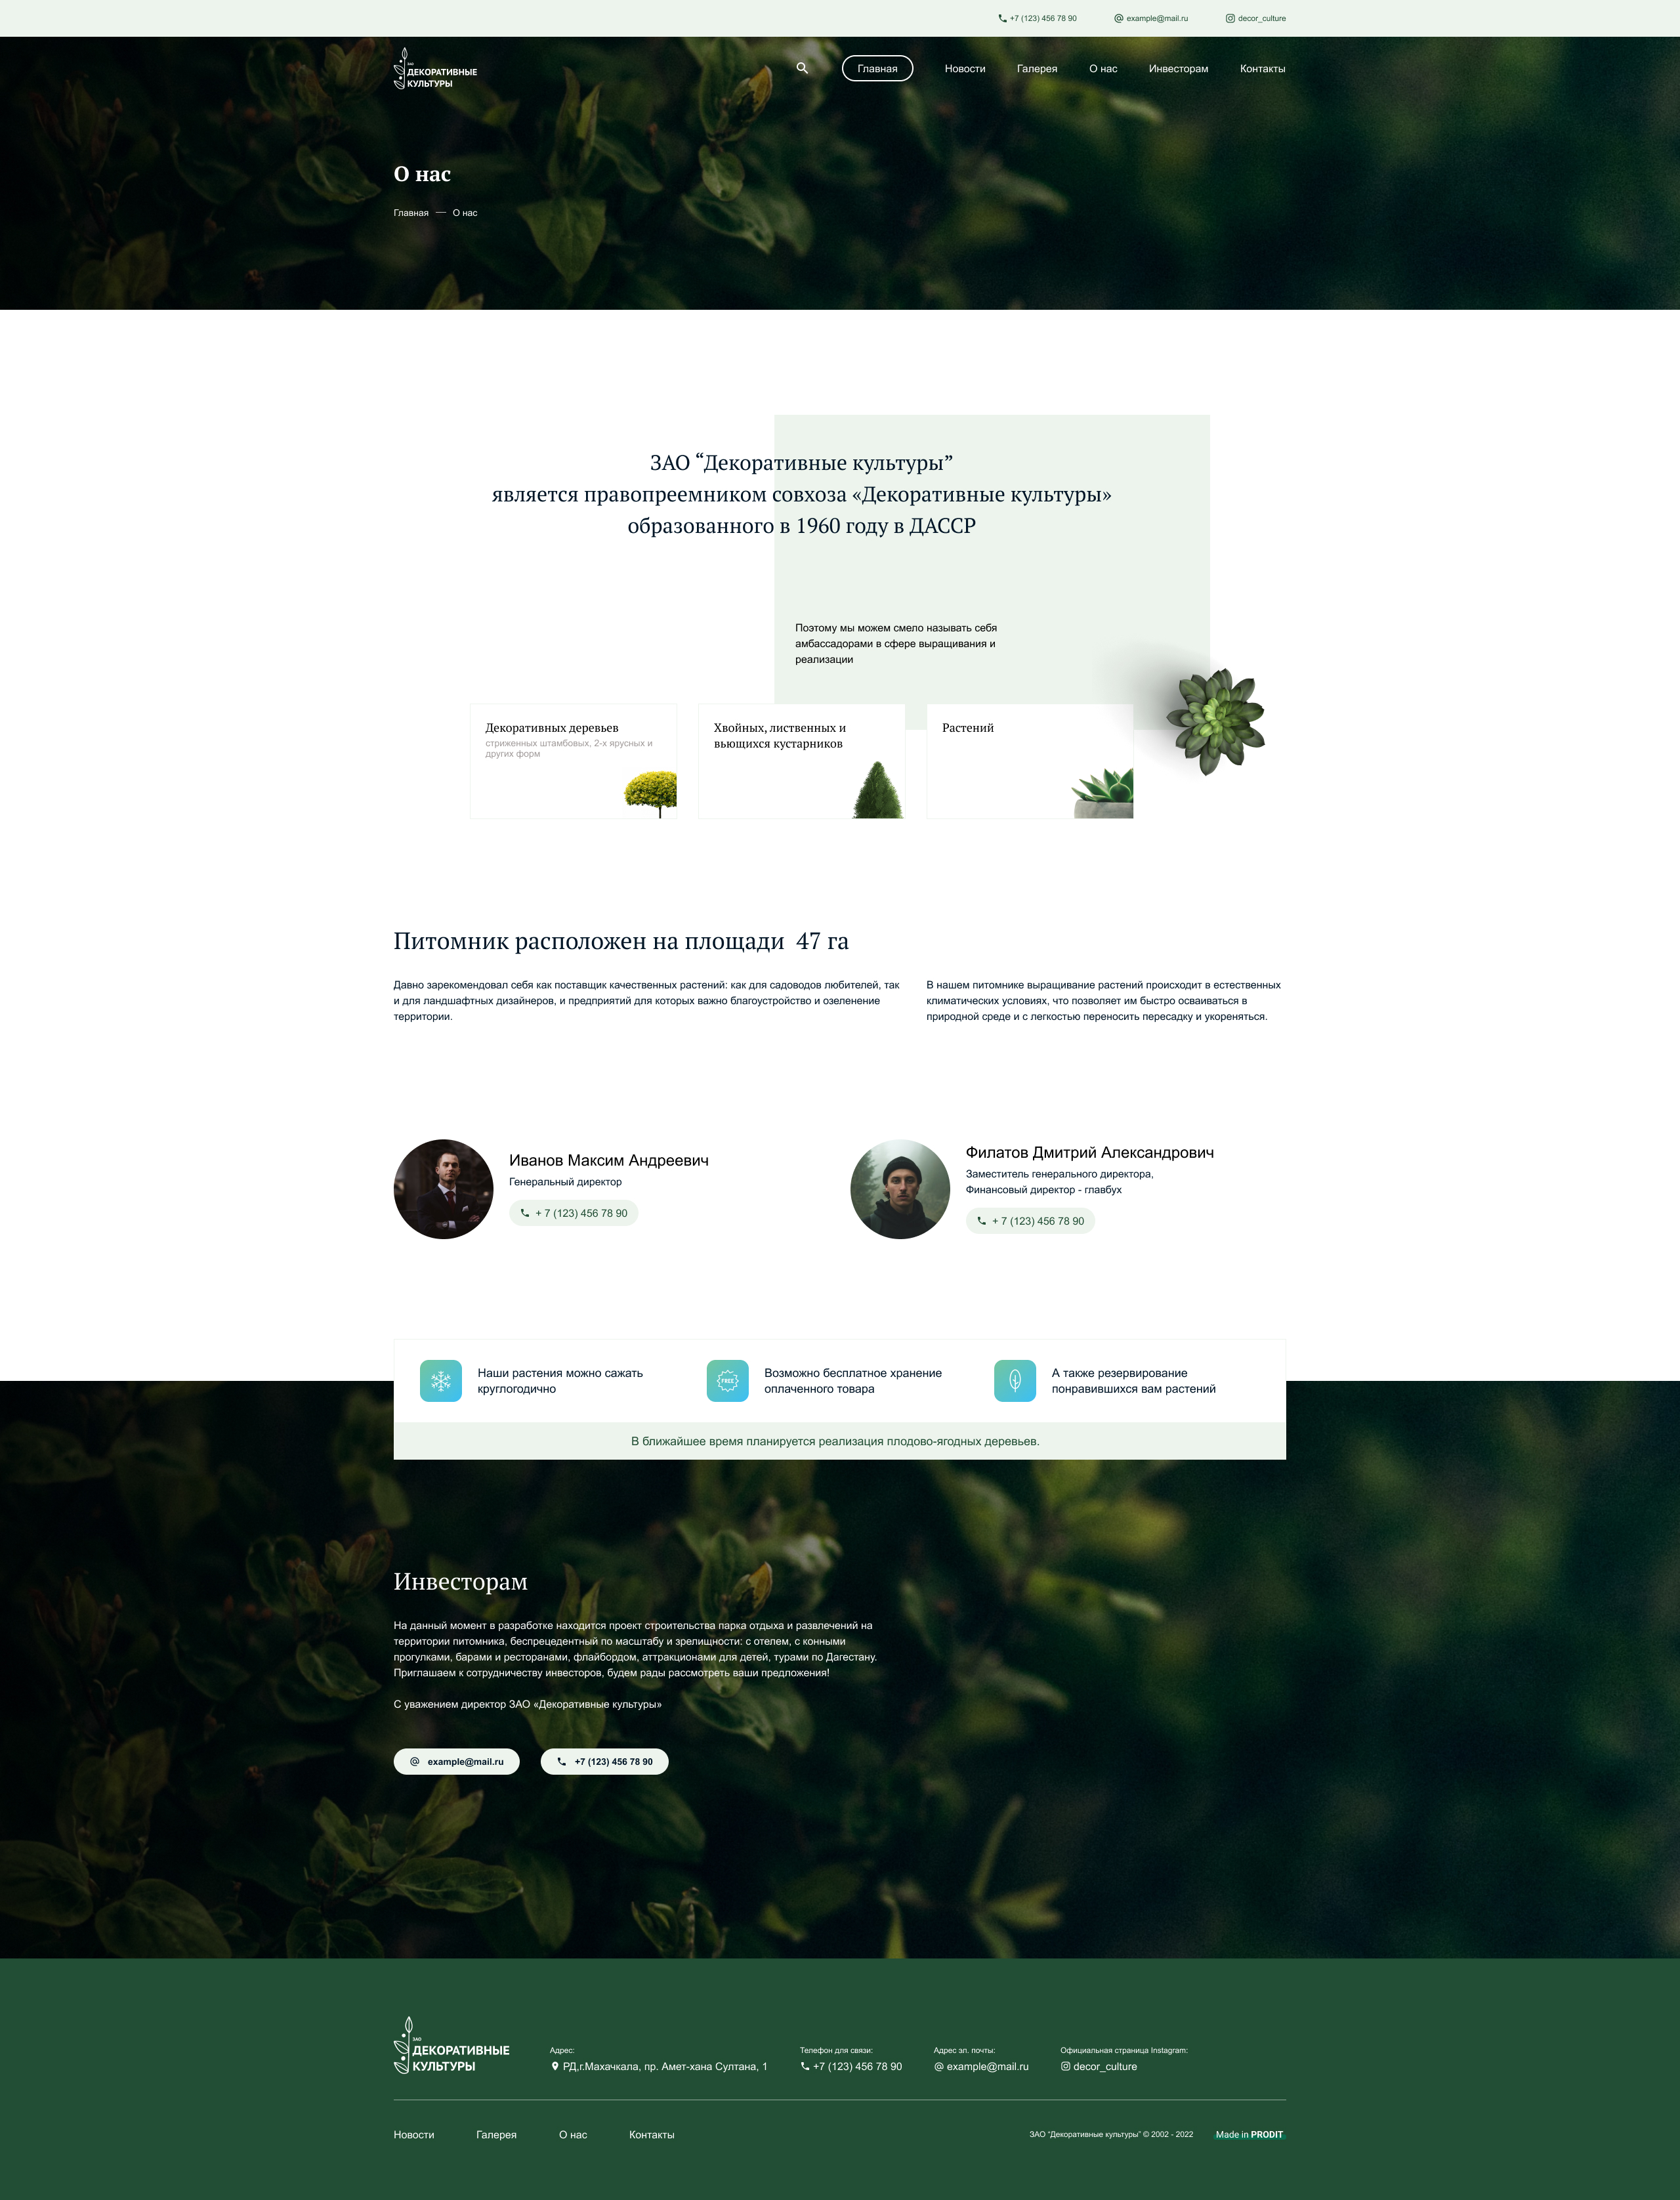 +7 (123) 456 78 90
example@mail.ru
decor_culture
ЗАО
ДЕКОРАТИВНЫЕ
КУЛЬТУРЫ
Главная
Новости
Галерея
О нас
Инвесторам
Контакты
О нас
Главная — О нас
ЗАО “Декоративные культуры”
является правопреемником совхоза «Декоративные культуры»
образованного в 1960 году в ДАССР
Поэтому мы можем смело называть себя
амбассадорами в сфере выращивания и
реализации
Декоративных деревьев
стриженных штамбовых, 2-х ярусных и
других форм
Хвойных, лиственных и
вьющихся кустарников
Растений
Питомник расположен на площади 47 га
Давно зарекомендовал себя как поставщик качественных растений: как для садоводов любителей, так
и для ландшафтных дизайнеров, и предприятий для которых важно благоустройство и озеленение
территории.
В нашем питомнике выращивание растений происходит в естественных
климатических условиях, что позволяет им быстро осваиваться в
природной среде и с легкостью переносить пересадку и укореняться.
Иванов Максим Андреевич
Генеральный директор
+ 7 (123) 456 78 90
Филатов Дмитрий Александрович
Заместитель генерального директора,
Финансовый директор - главбух
+ 7 (123) 456 78 90
Наши растения можно сажать
круглогодично
FREE
Возможно бесплатное хранение
оплаченного товара
А также резервирование
понравившихся вам растений
В ближайшее время планируется реализация плодово-ягодных деревьев.
Инвесторам
На данный момент в разработке находится проект строительства парка отдыха и развлечений на
территории питомника, беспрецедентный по масштабу и зрелищности: с отелем, с конными
прогулками, барами и ресторанами, флайбордом, аттракционами для детей, турами по Дагестану.
Приглашаем к сотрудничеству инвесторов, будем рады рассмотреть ваши предложения!
С уважением директор ЗАО «Декоративные культуры»
example@mail.ru
+7 (123) 456 78 90
ЗАО
ДЕКОРАТИВНЫЕ
КУЛЬТУРЫ
Адрес:
РД,г.Махачкала, пр. Амет-хана Султана, 1
Телефон для связи:
+7 (123) 456 78 90
Адрес эл. почты:
example@mail.ru
Официальная страница Instagram:
decor_culture
Новости
Галерея
О нас
Контакты
ЗАО "Декоративные культуры" © 2002 - 2022
Made in PRODIT